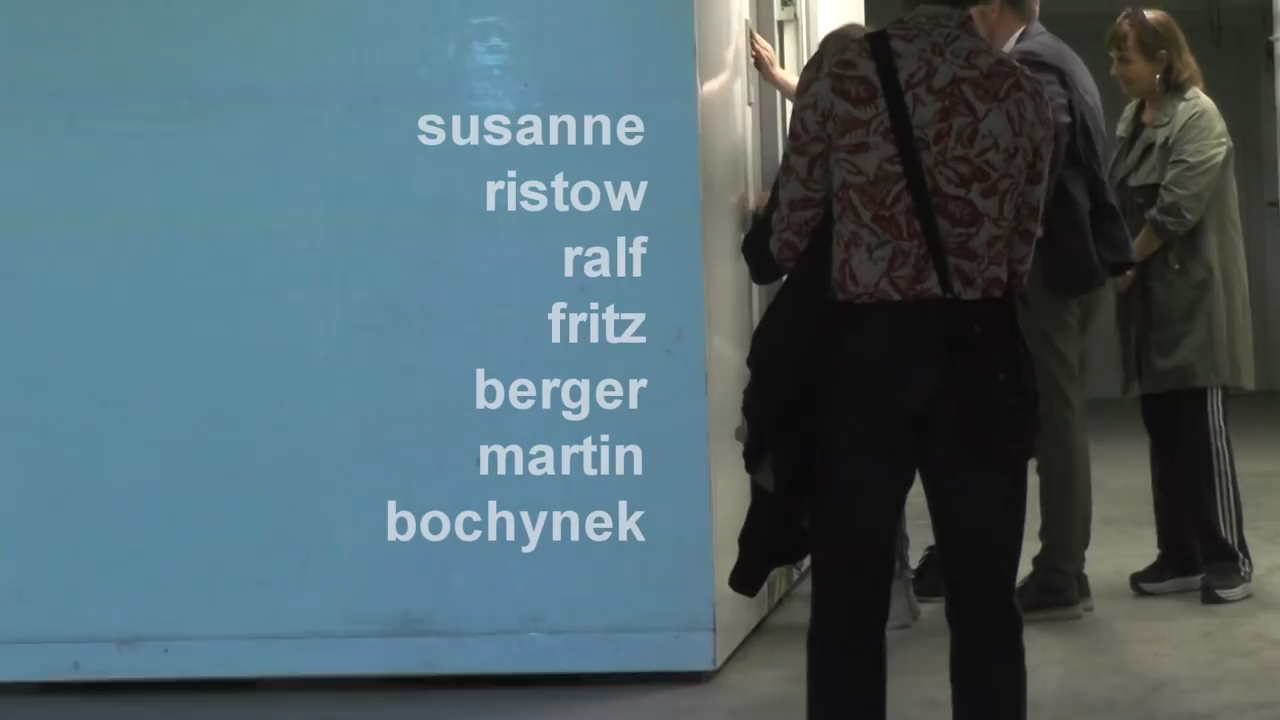 susanne
ristow
ralf
fritz
berger
martin
bochynek